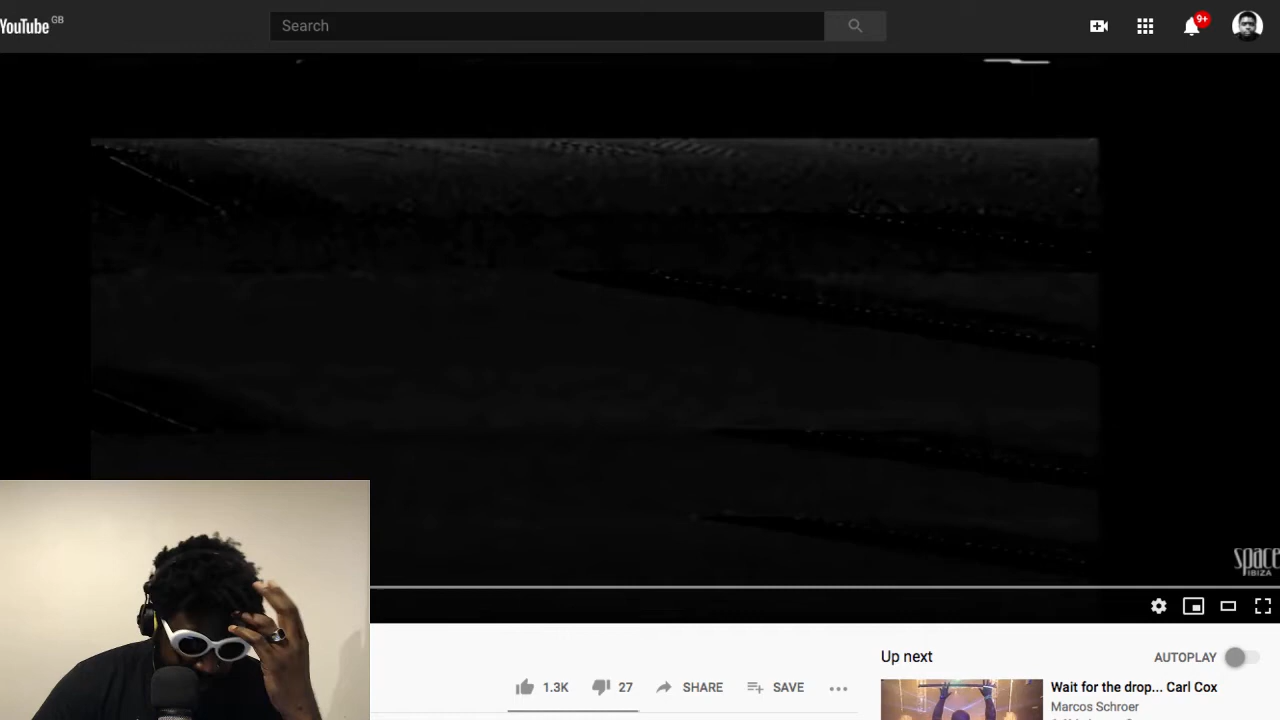 YouTube GB
Search
9+
space
IBIZA
Up next
AUTOPLAY
1.3K
27
SHARE
SAVE
Wait for the drop... Carl Cox
Marcos Schroer